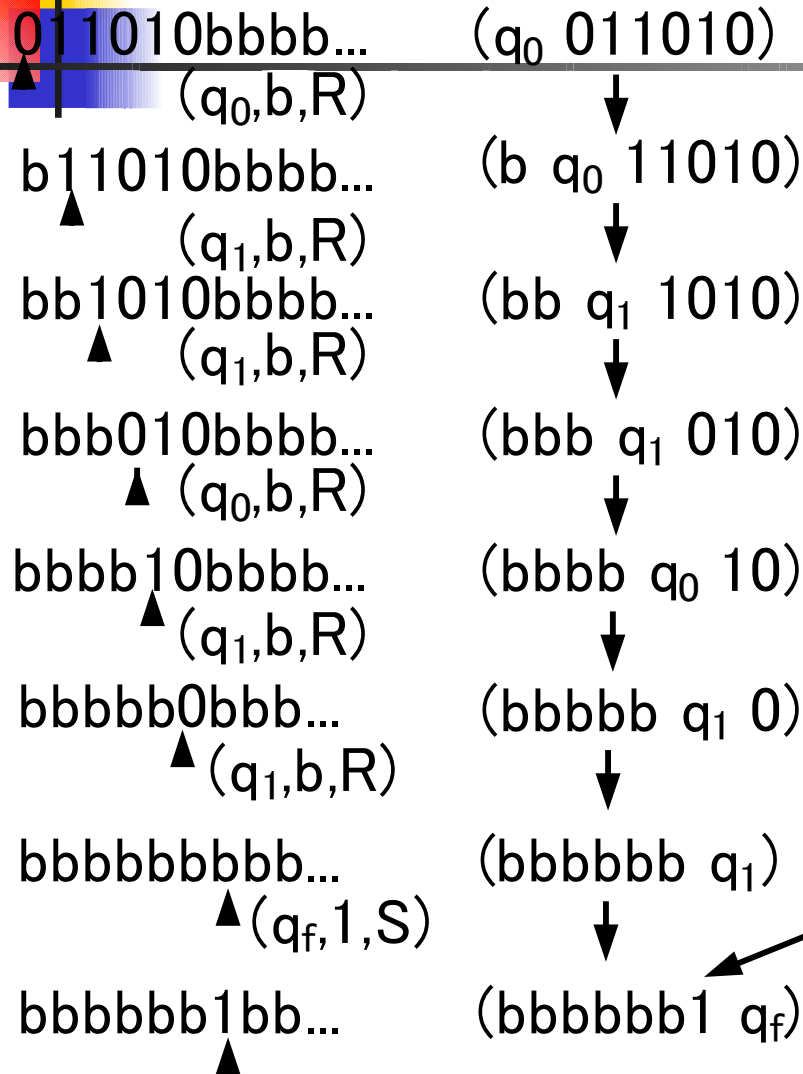 011010bbbb... (q0 011010)
(q0,b,R)
b11010bbbb... (b q0 11010)
(q1,b,R)
bb1010bbbb... (bb q1 1010)
(q1,b,R)
bbb010bbbb... (bbb q1 010)
(q0,b,R)
bbbb10bbbb... (bbbb q0 10)
(q1,b,R)
bbbbb0bbb... (bbbbb q1 0)
(q1,b,R)
bbbbbbbbb... (bbbbbb q1)
(qf,1,S)
bbbbbb1bb... (bbbbbb1 qf)